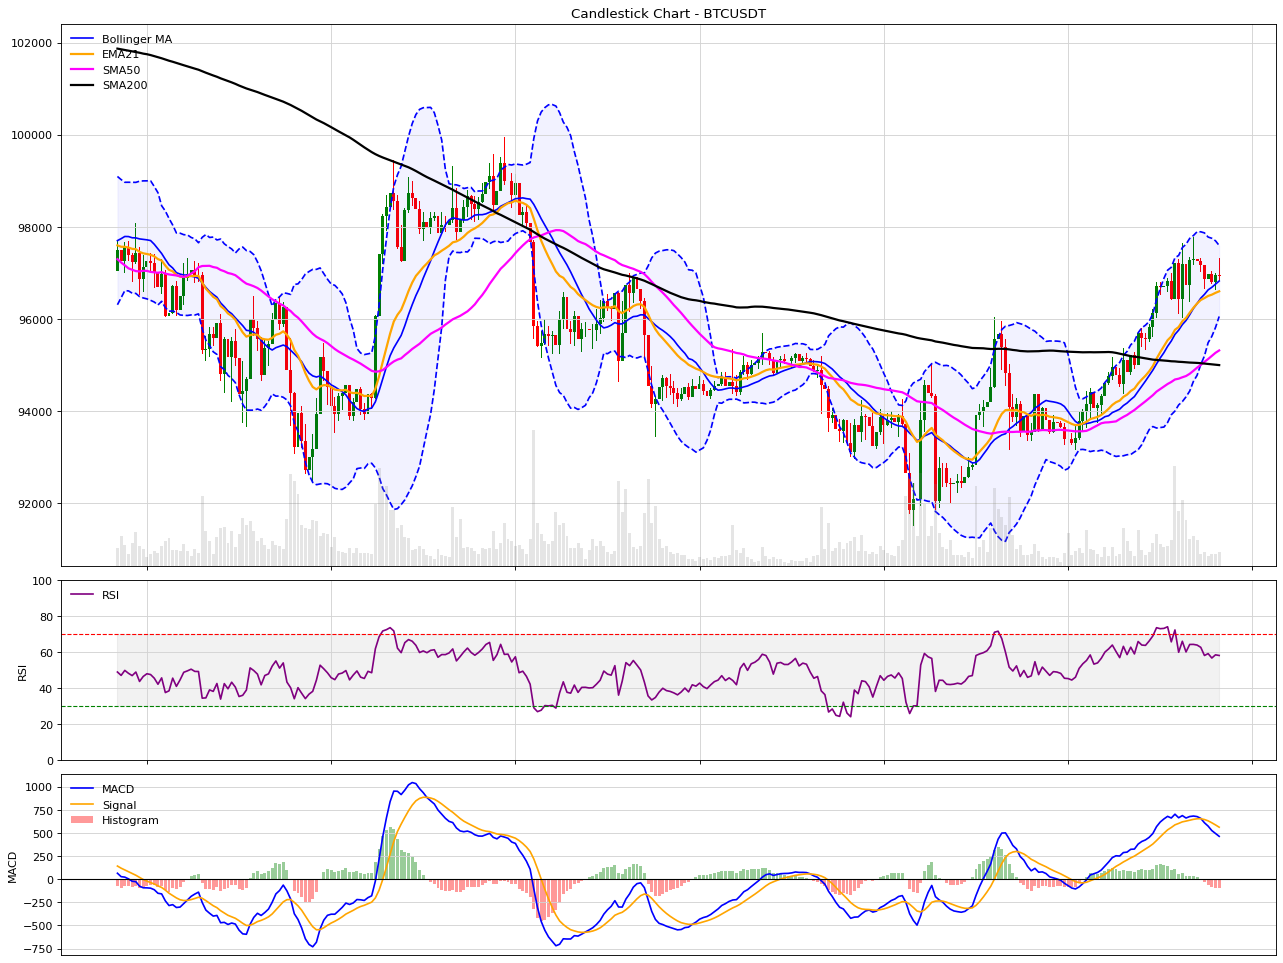 Candlestick Chart - BTCUSDT
Bollinger MA
EMA21
SMA50
SMA200
102000
100000
98000
96000
94000
92000
RSI
100
80
60
40
20
0
RSI
MACD
Signal
Histogram
1000
750
500
250
0
−250
−500
−750
MACD